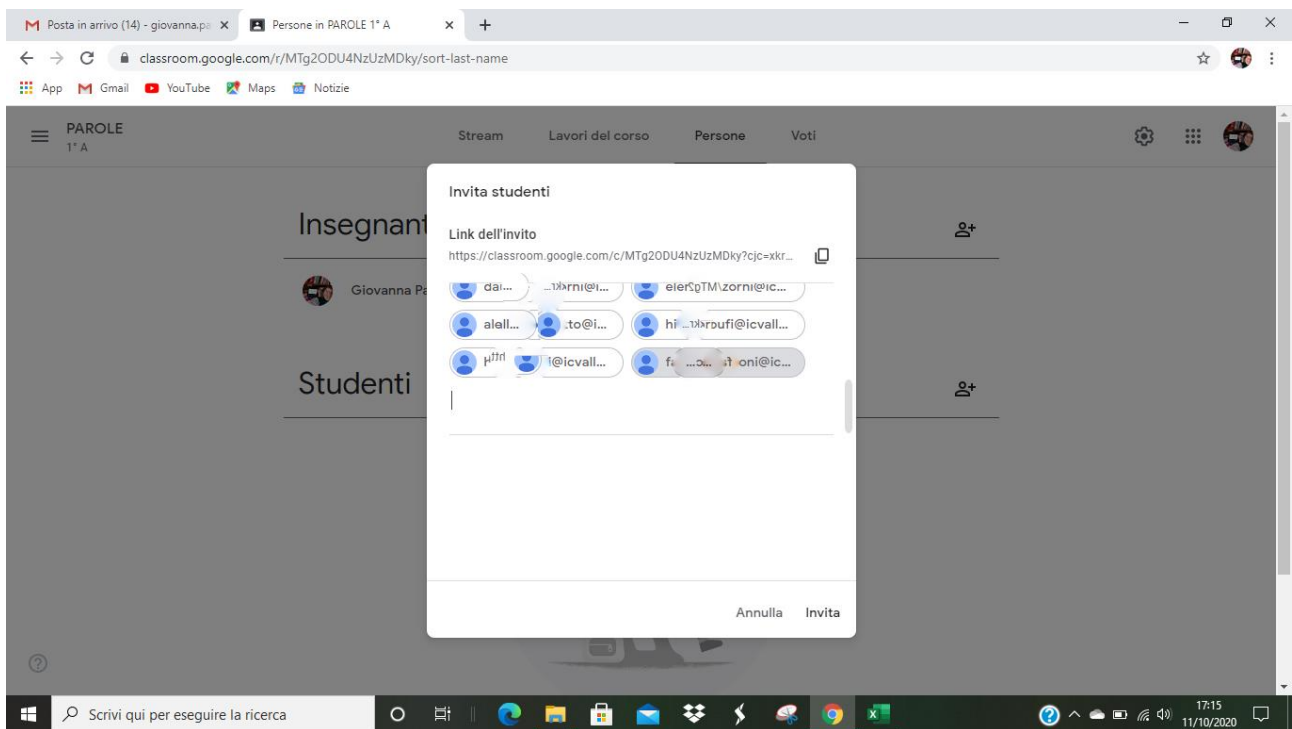 Posta in arrivo (14) - giovanna.pa
Persone in PAROLE 1° A
classroom.google.com/r/MTg2ODU4NzUzMDky/sort-last-name
App Gmail YouTube Maps Notizie
PAROLE
1° A
Stream Lavori del corso Persone Voti
Invita studenti
Insegnant
Link dell'invito
https://classroom.google.com/c/MTg2ODU4NzUzMDky?cjc=xkr...
Giovanna Pa
Studenti
Annulla Invita
Scrivi qui per eseguire la ricerca
17:15
11/10/2020